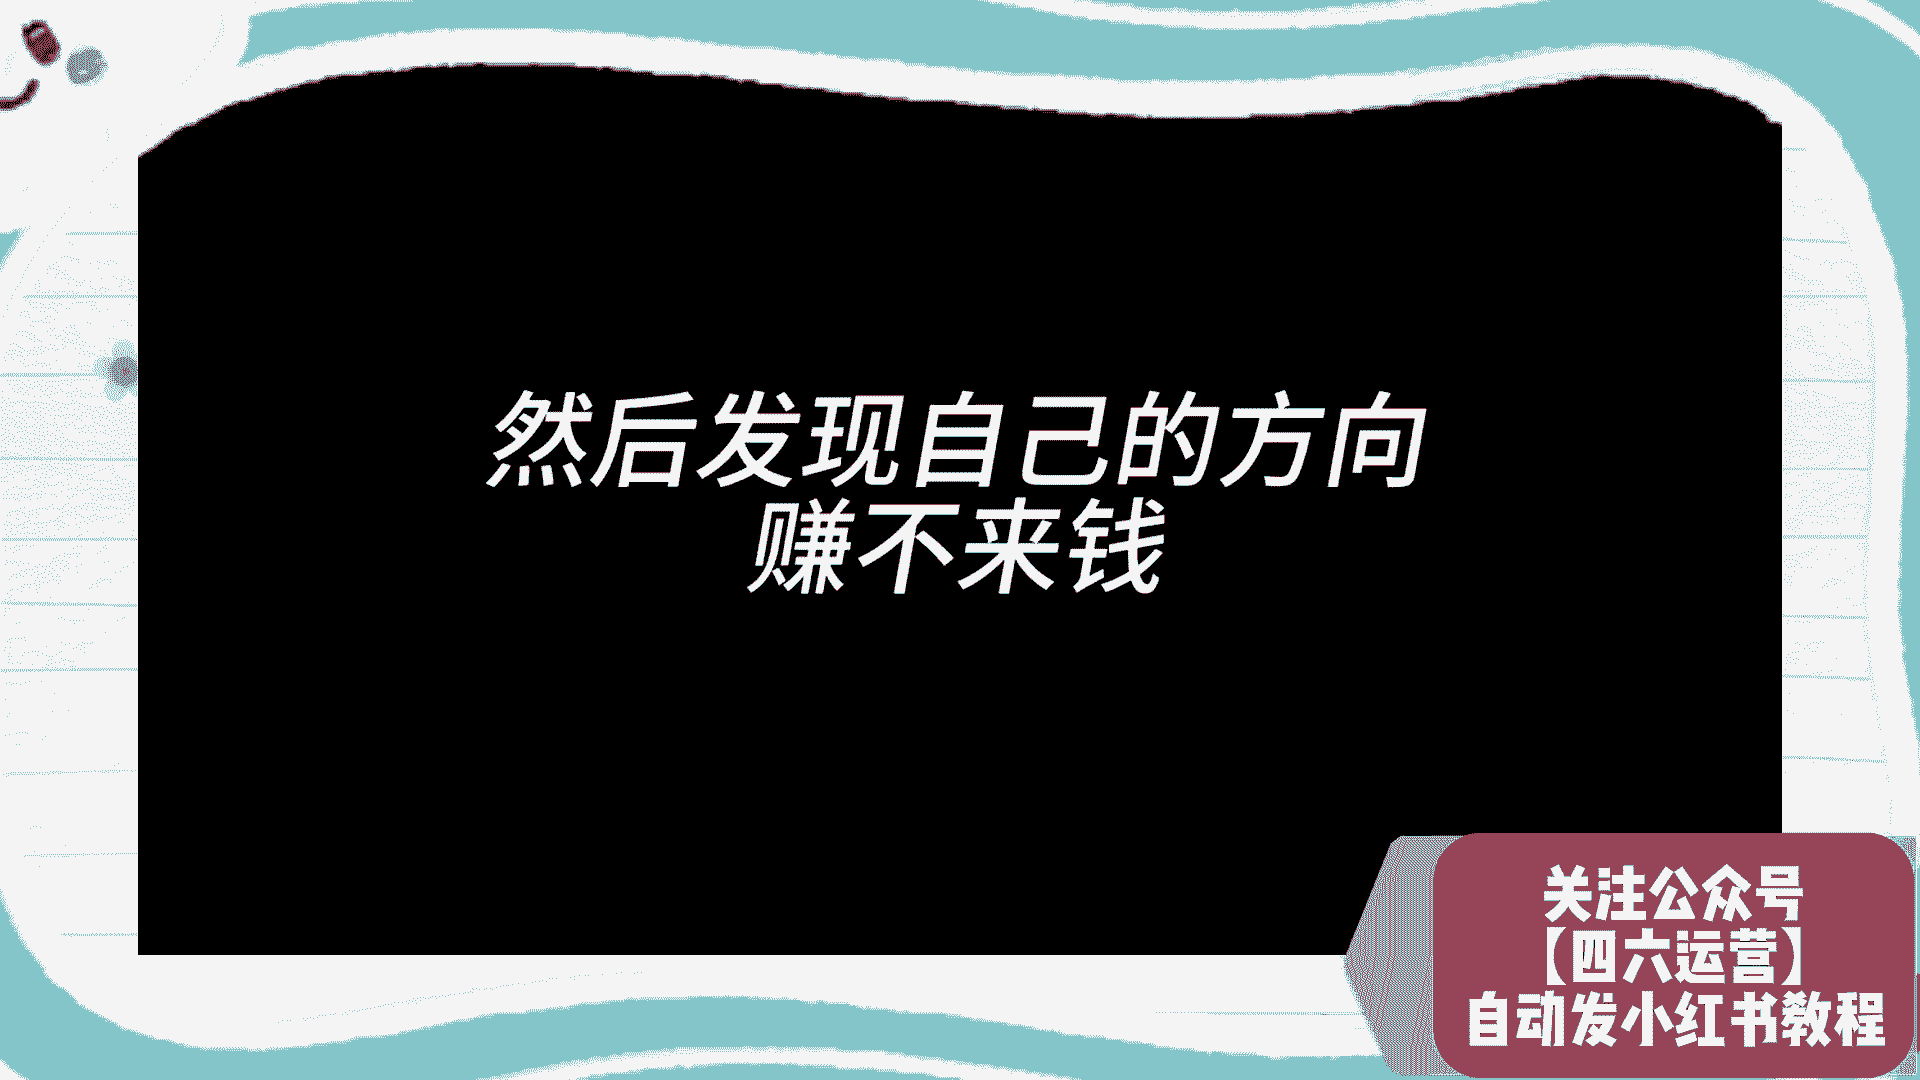 然后发现自己的方向
赚不来钱
关注公众号
【四六运营】
自动发小红书教程